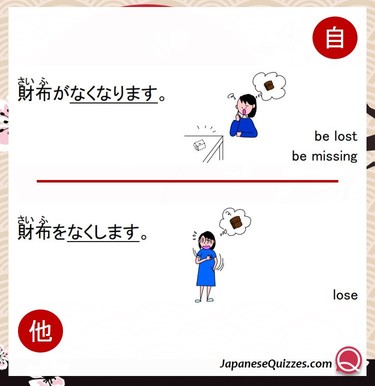 自
さいふ
財布がなくなります。
be lost
be missing
さいふ
財布をなくします。
lose
他
JapaneseQuizzes.com